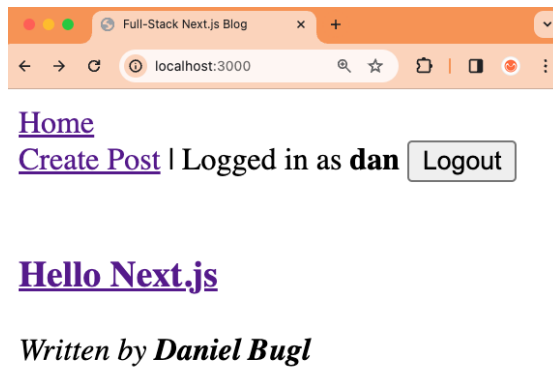 Full-Stack Next.js Blog
localhost:3000
Home
Create Post | Logged in as dan Logout
Hello Next.js
Written by Daniel Bugl